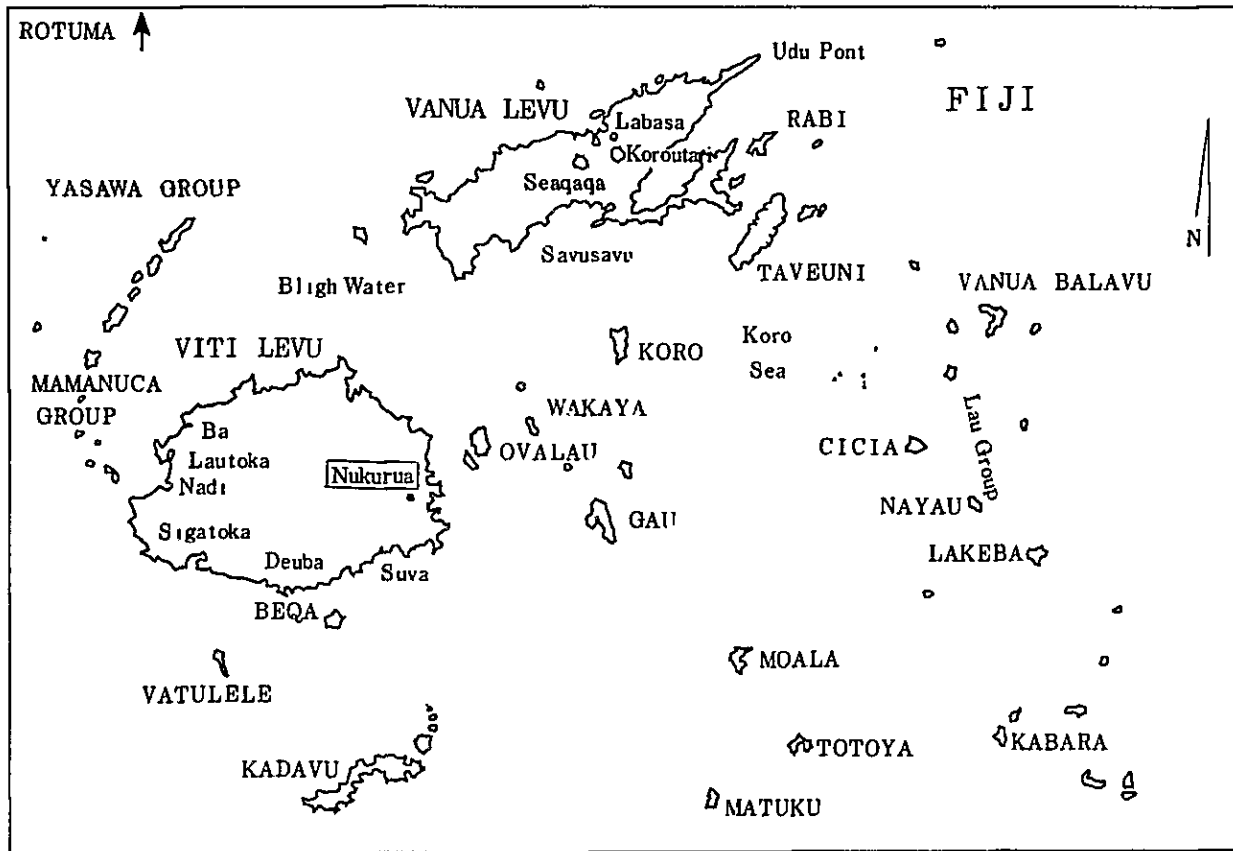 ROTUMA
Udu Pont
FIJI
VANUA LEVU
Labasa
RABI
Koroutari
Seaqaqa
YASAWA GROUP
N
Savusavu
TAVEUNI
Bligh Water
VANUA BALAVU
VITI LEVU
KORO
Koro
Sea
MAMANUCA
GROUP
WAKAYA
Lau Group
Ba
OVALAU
CICIA
Lautoka
Nukurua
Nadi
NAYAU
GAU
Sigatoka
LAKEBA
Deuba
Suva
BEQA
MOALA
VATULELE
TOTOYA
KABARA
KADAVU
MATUKU